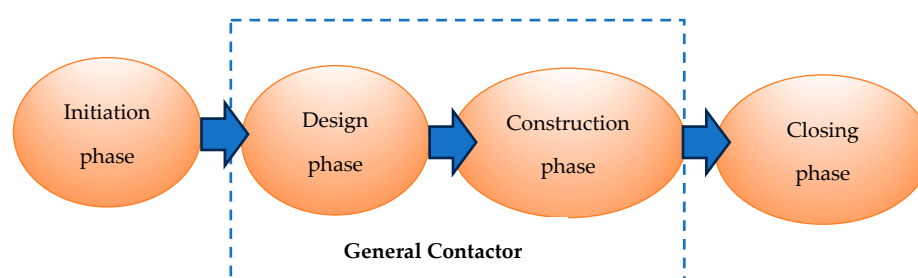 Initiation
phase
Design
phase
Construction
phase
Closing
phase
General Contactor